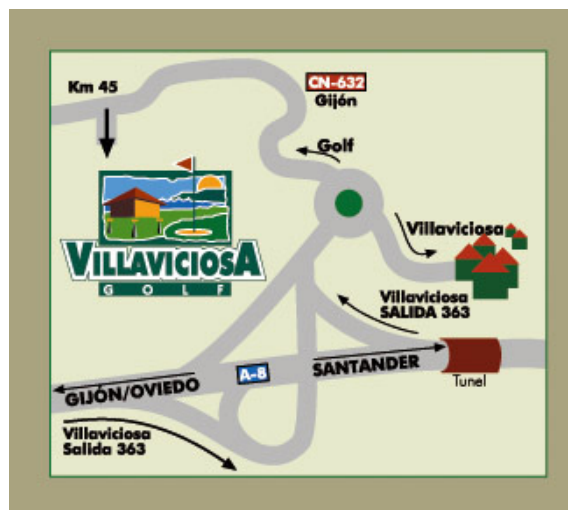 Km 45
CN-632
Gijón
Golf
VILLAVICIOSA
GOLF
Villaviciosa
Villaviciosa
SALIDA 363
A-8
SANTANDER
Tunel
GIJÓN/OVIEDO
Villaviciosa
Salida 363